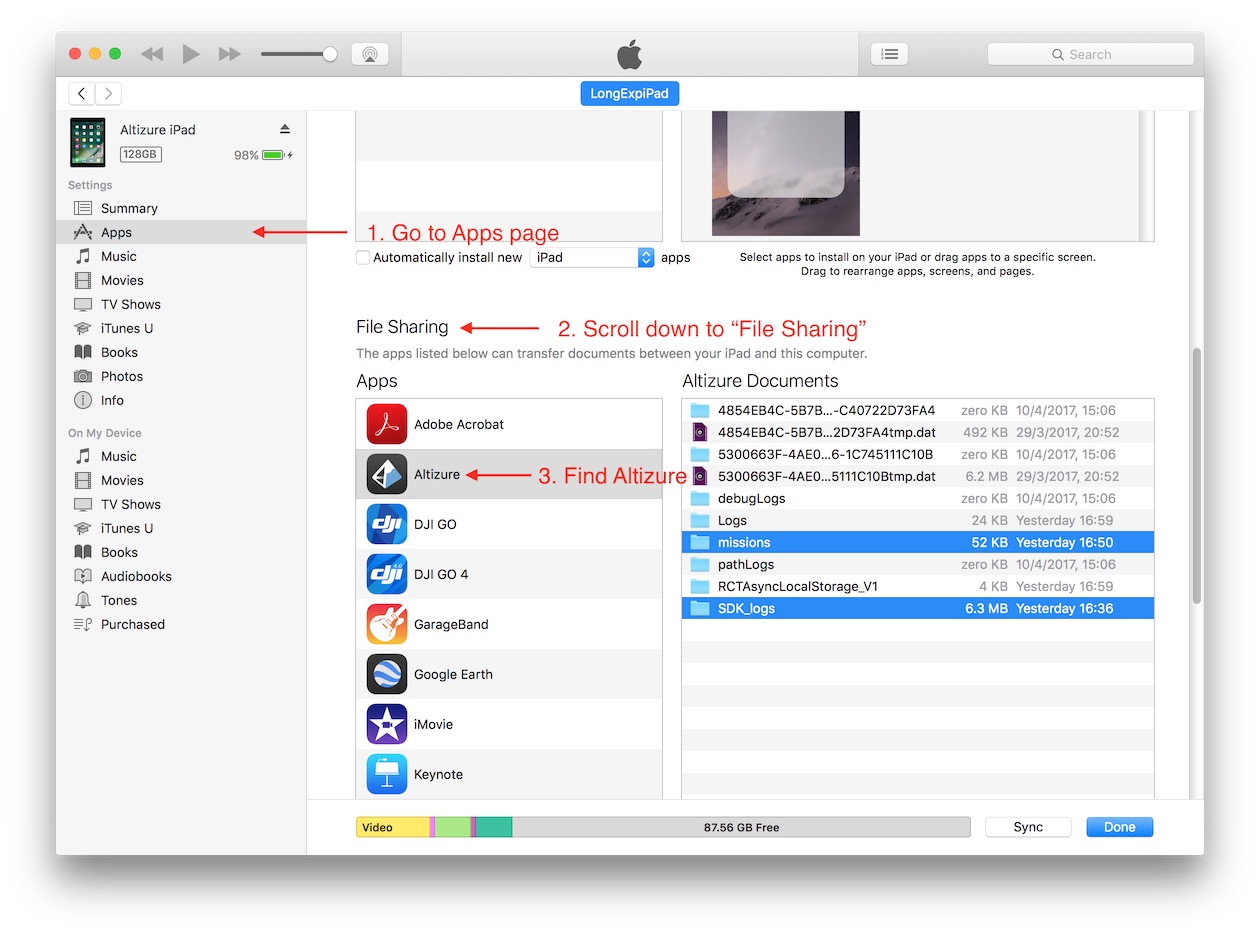 Search
LongExpiPad
Altizure iPad
128GB
98%
Settings
Summary
Apps
Music
Movies
TV Shows
iTunes U
Books
Photos
Info
On My Device
Music
Movies
TV Shows
iTunes U
Books
Audiobooks
Tones
Purchased
1. Go to Apps page
Automatically install new iPad apps
Select apps to install on your iPad or drag apps to a specific screen.
Drag to rearrange apps, screens, and pages.
File Sharing
2. Scroll down to “File Sharing”
The apps listed below can transfer documents between your iPad and this computer.
Apps
Adobe Acrobat
Altizure
3. Find Altizure
dji
DJI GO
dji 4.0
DJI GO 4
GarageBand
Google Earth
iMovie
Keynote
Altizure Documents
4854EB4C-5B7B...-C40722D73FA4 zero KB 10/4/2017, 15:06
4854EB4C-5B7B...2D73FA4tmp.dat 492 KB 29/3/2017, 20:52
5300663F-4AE0...6-1C745111C10B zero KB 10/4/2017, 15:06
5300663F-4AE0...5111C10Btmp.dat 6.2 MB 29/3/2017, 20:52
debugLogs zero KB 10/4/2017, 15:06
Logs 24 KB Yesterday 16:59
missions 52 KB Yesterday 16:50
pathLogs zero KB 10/4/2017, 15:06
RCTAsyncLocalStorage_V1 4 KB Yesterday 16:59
SDK_logs 6.3 MB Yesterday 16:36
Video
87.56 GB Free
Sync
Done